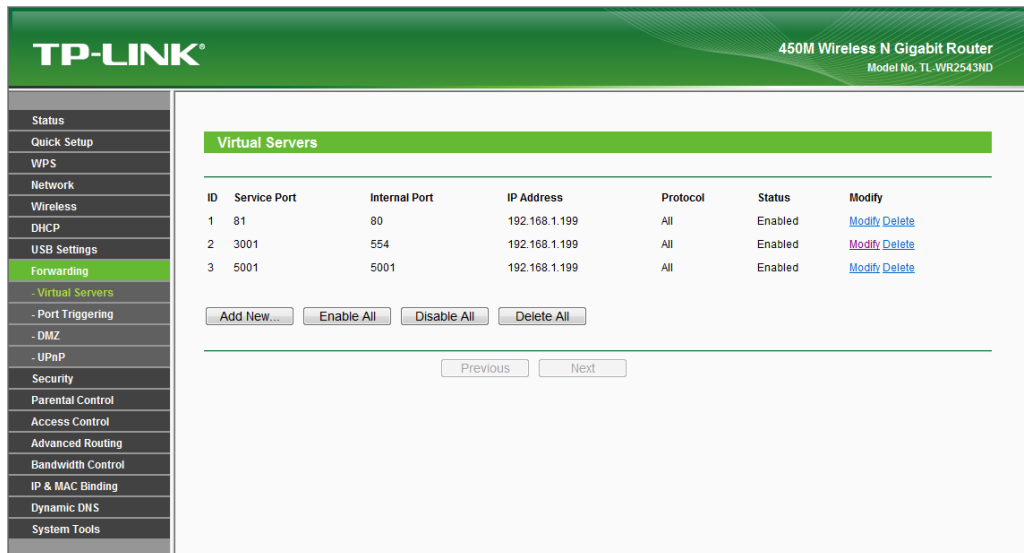 TP-LINK®
450M Wireless N Gigabit Router
Model No. TL-WR2543ND
Status
Quick Setup
WPS
Network
Wireless
DHCP
USB Settings
Forwarding
- Virtual Servers
- Port Triggering
- DMZ
- UPnP
Security
Parental Control
Access Control
Advanced Routing
Bandwidth Control
IP & MAC Binding
Dynamic DNS
System Tools
Virtual Servers
ID Service Port Internal Port IP Address Protocol Status Modify
1 81 80 192.168.1.199 All Enabled Modify Delete
2 3001 554 192.168.1.199 All Enabled Modify Delete
3 5001 5001 192.168.1.199 All Enabled Modify Delete
Add New... Enable All Disable All Delete All
Previous Next